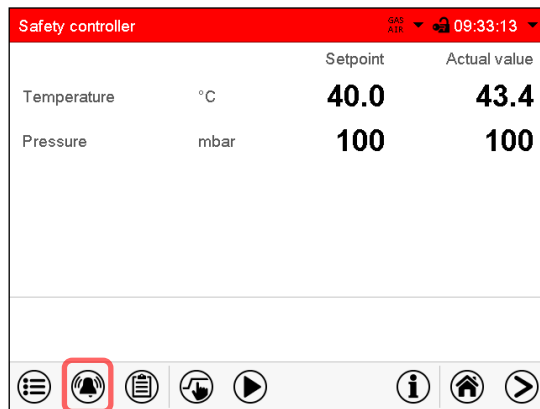 Safety controller GAS AIR 09:33:13
Setpoint Actual value
Temperature °C 40.0 43.4
Pressure mbar 100 100